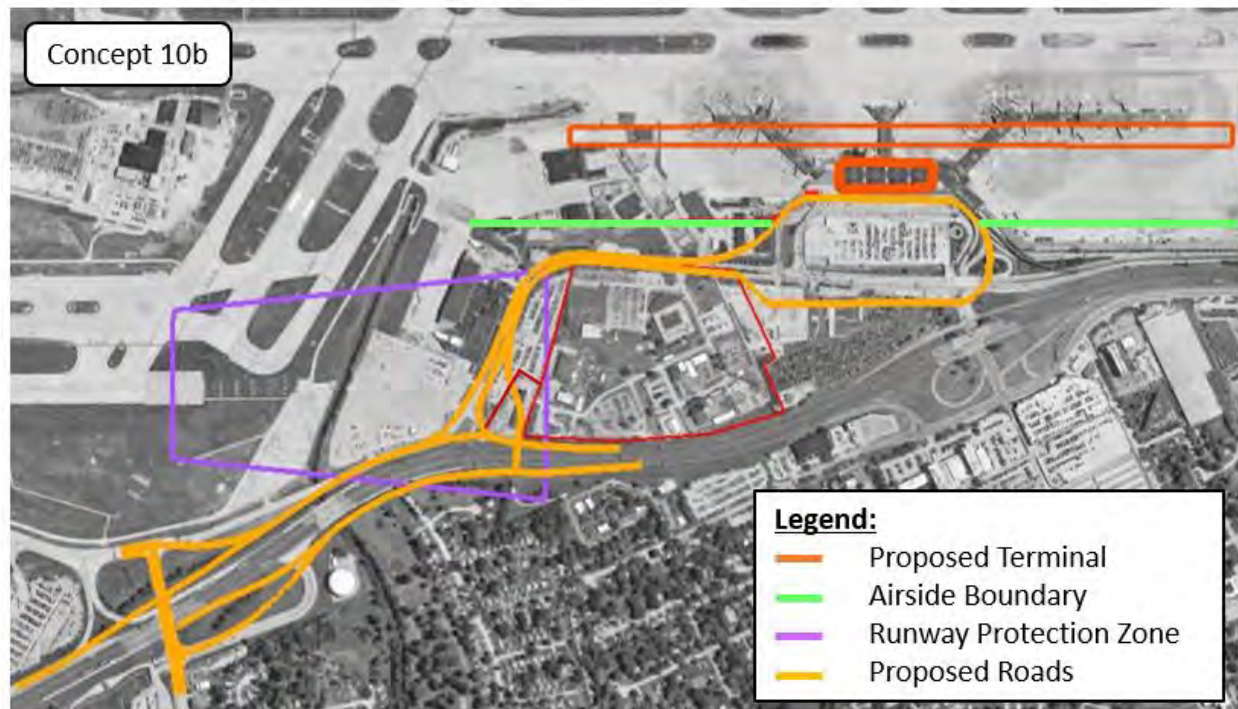 Concept 10b
Legend:
Proposed Terminal
Airside Boundary
Runway Protection Zone
Proposed Roads